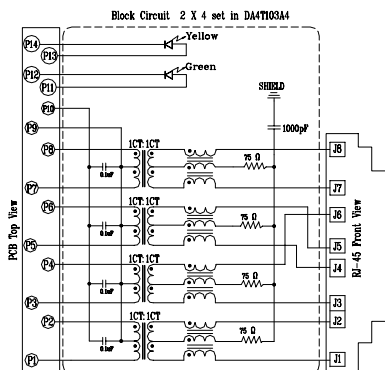 Block Circuit 2 X 4 set in DA4T103A4
P14
Yellow
P13
P12
Green
P11
SHIELD
P10
P9
1000pF
1CT:1CT
P8
J8
75 Ω
0.1uF
P7
J7
1CT:1CT
P6
J6
75 Ω
0.1uF
J5
P5
J4
1CT:1CT
P4
75 Ω
0.1uF
P3
J3
1CT:1CT
P2
J2
75 Ω
0.1uF
P1
J1
PCB Top View
RJ-45 Front View